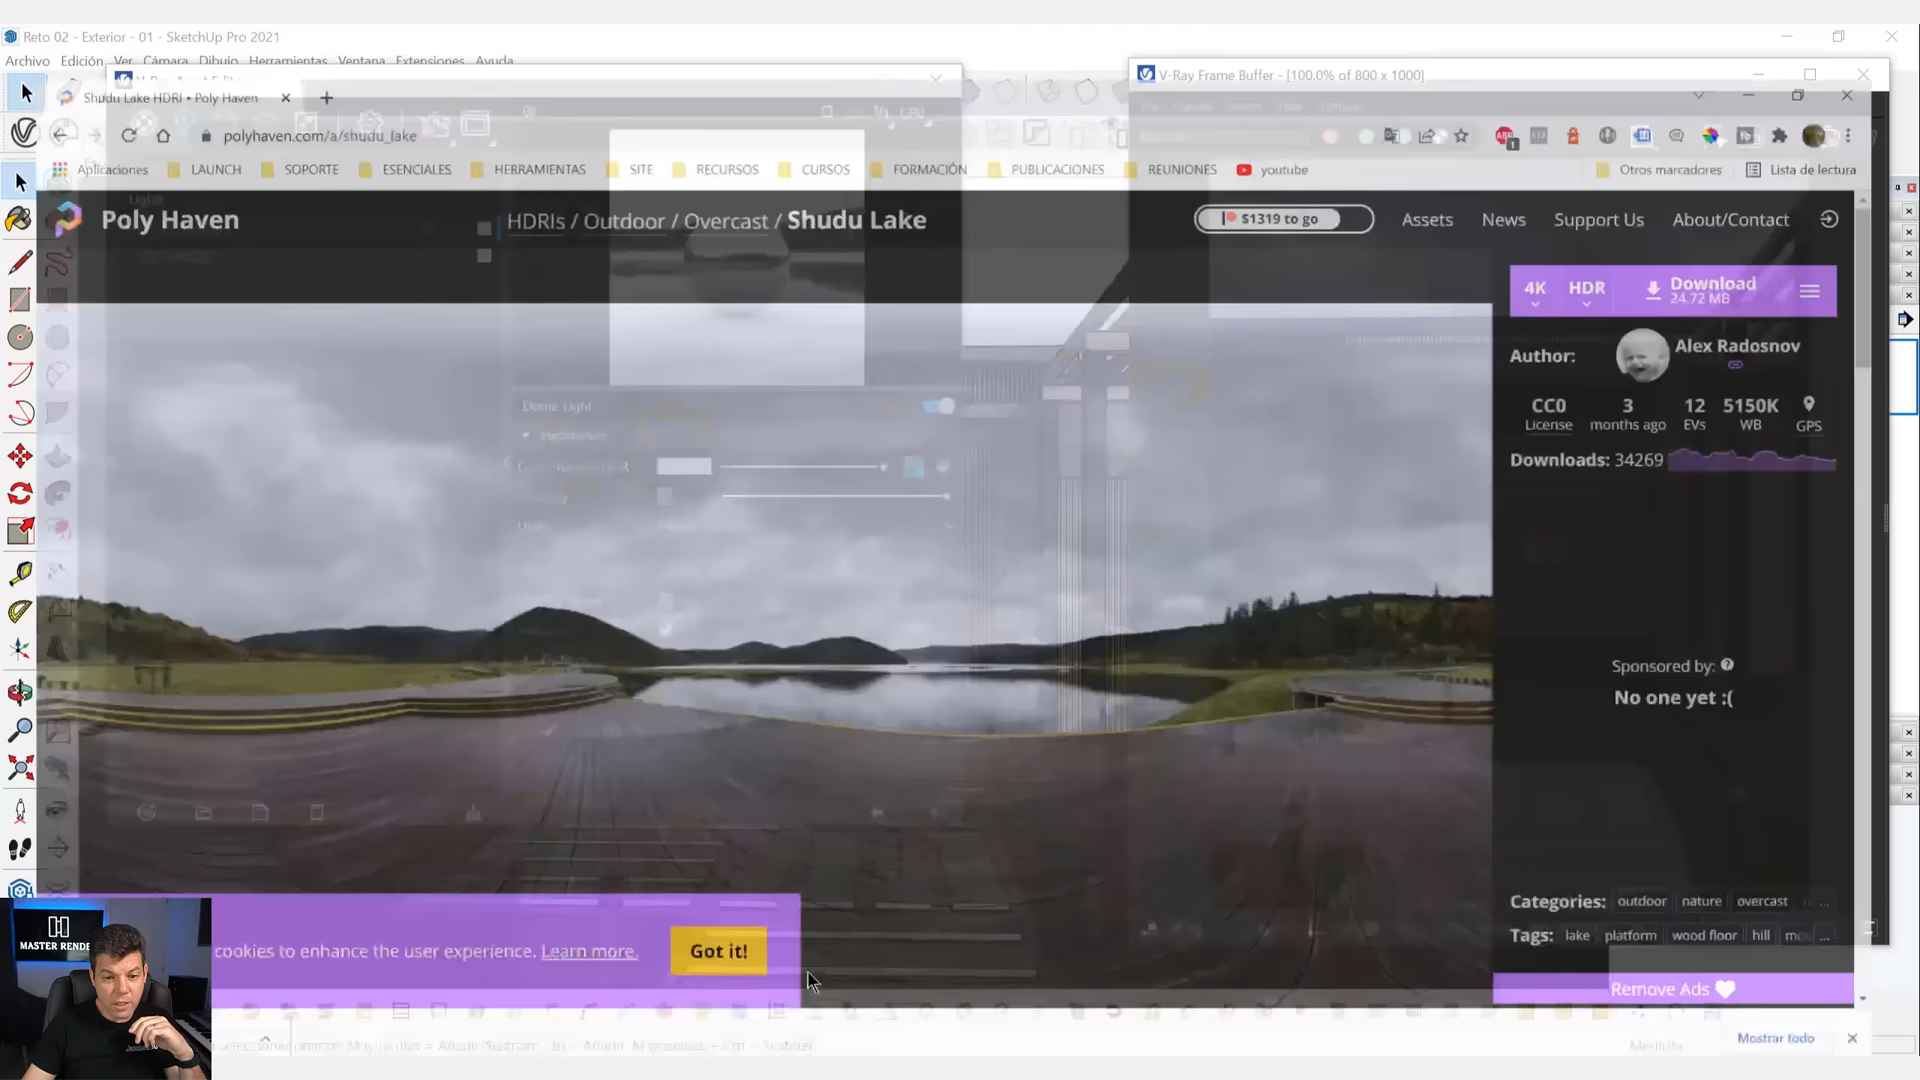 Reto 02 - Exterior - 01 - SketchUp Pro 2021
Archivo Edición Ver Cámara Dibujo Herramientas Ventana Extensiones Ayuda
V-Ray Frame Buffer - [100.0% of 800 x 1000]
Shudu Lake HDRI • Poly Haven
polyhaven.com/a/shudu_lake
Aplicaciones LAUNCH SOPORTE ESENCIALES HERRAMIENTAS SITE RECURSOS CURSOS FORMACIÓN PUBLICACIONES REUNIONES youtube Otros marcadores Lista de lectura
Poly Haven HDRIs / Outdoor / Overcast / Shudu Lake $1319 to go Assets News Support Us About/Contact
4K HDR Download
24.72 MB
Author: Alex Radosnov
CC0 3 12 5150K
License months ago EVs WB GPS
Downloads: 34269
Dome Light
Sponsored by:
No one yet :(
Categories: outdoor nature overcast ...
Tags: lake platform wood floor hill mo ...
MASTER RENDE
cookies to enhance the user experience. Learn more. Got it!
Remove Ads
Mostrar todo